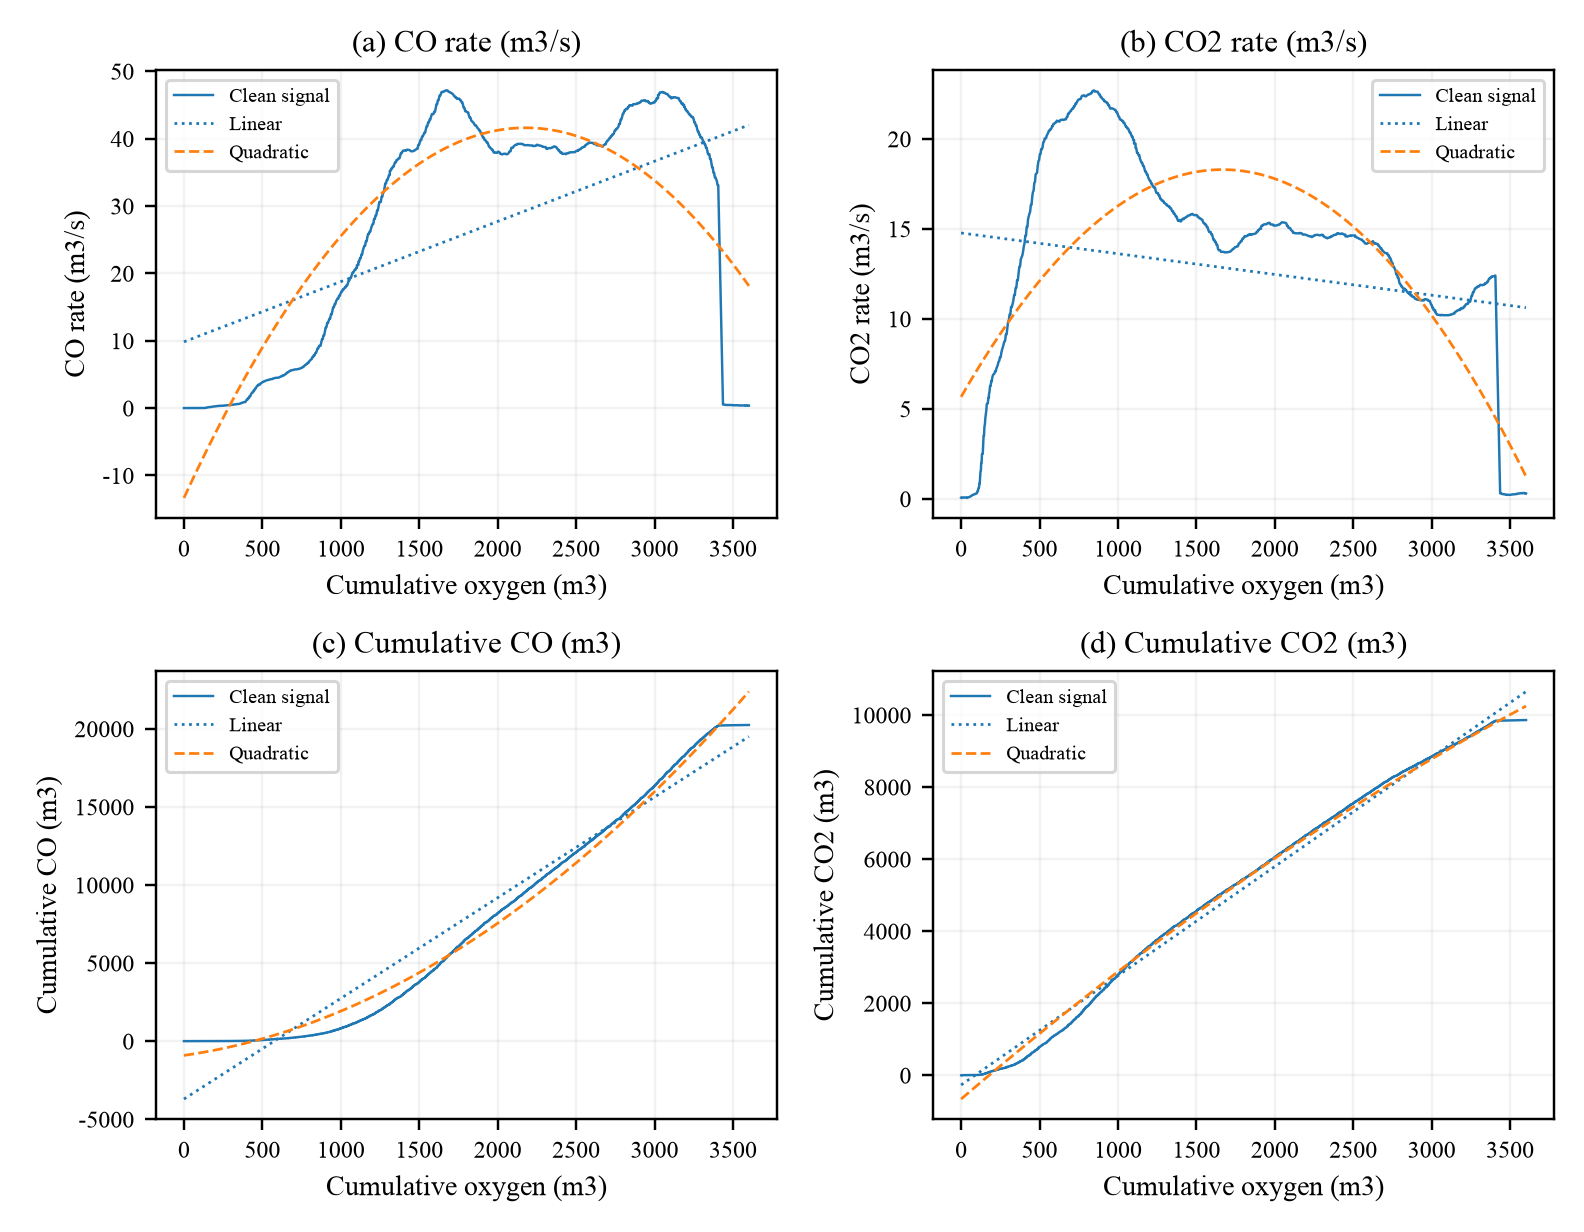 (a) CO rate (m3/s)
CO rate (m3/s)
50
40
30
20
10
0
-10
Clean signal
Linear
Quadratic
0 500 1000 1500 2000 2500 3000 3500
Cumulative oxygen (m3)
(b) CO2 rate (m3/s)
CO2 rate (m3/s)
20
15
10
5
0
Clean signal
Linear
Quadratic
0 500 1000 1500 2000 2500 3000 3500
Cumulative oxygen (m3)
(c) Cumulative CO (m3)
Cumulative CO (m3)
20000
15000
10000
5000
0
-5000
Clean signal
Linear
Quadratic
0 500 1000 1500 2000 2500 3000 3500
Cumulative oxygen (m3)
(d) Cumulative CO2 (m3)
Cumulative CO2 (m3)
10000
8000
6000
4000
2000
0
Clean signal
Linear
Quadratic
0 500 1000 1500 2000 2500 3000 3500
Cumulative oxygen (m3)